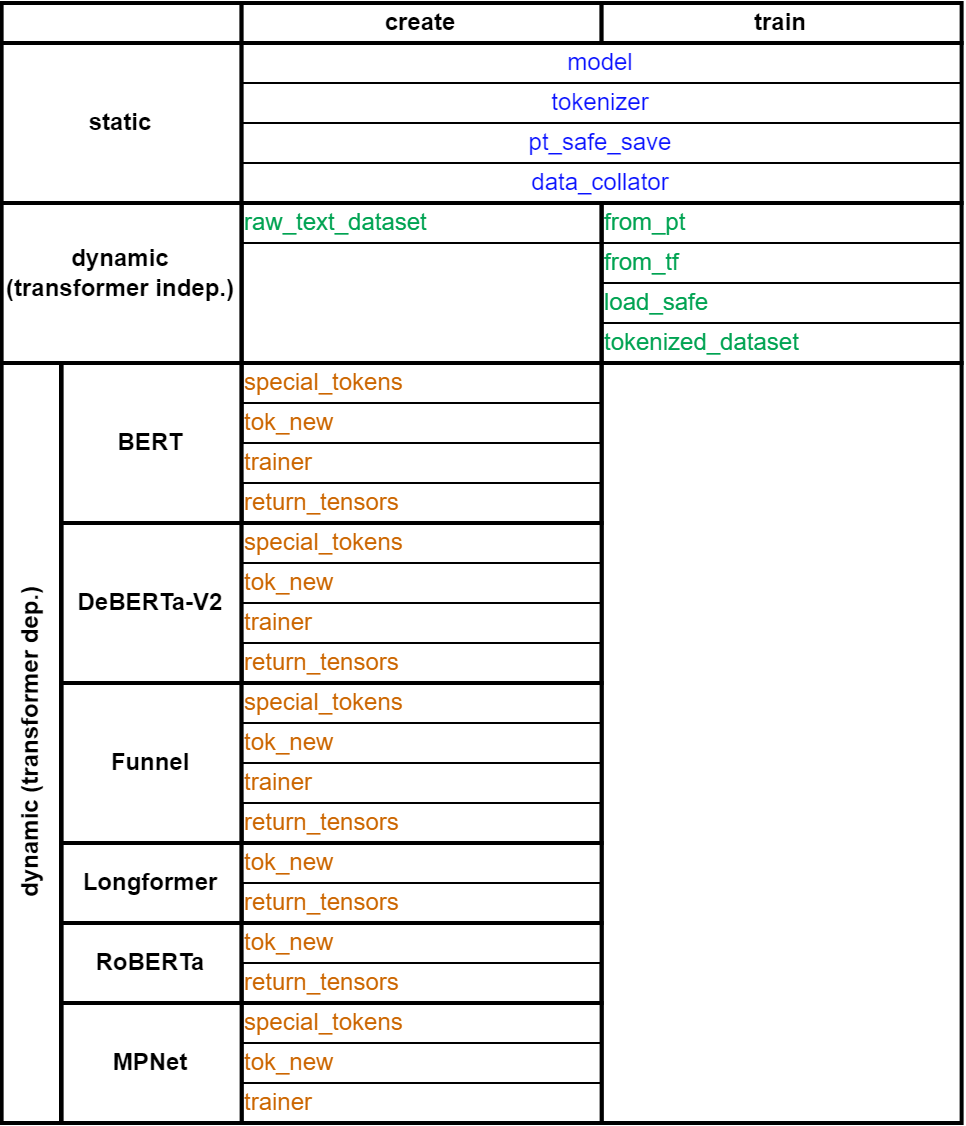 create
train
static
model
tokenizer
pt_safe_save
data_collator
dynamic
(transformer indep.)
raw_text_dataset
from_pt
from_tf
load_safe
tokenized_dataset
dynamic (transformer dep.)
BERT
special_tokens
tok_new
trainer
return_tensors
DeBERTa-V2
special_tokens
tok_new
trainer
return_tensors
Funnel
special_tokens
tok_new
trainer
return_tensors
Longformer
tok_new
return_tensors
RoBERTa
tok_new
return_tensors
MPNet
special_tokens
tok_new
trainer